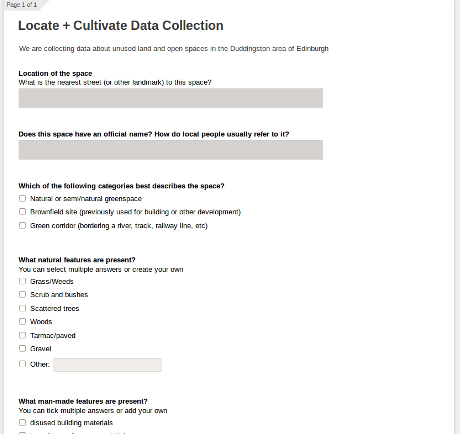 Page 1 of 1
Locate + Cultivate Data Collection
We are collecting data about unused land and open spaces in the Duddingston area of Edinburgh
Location of the space
What is the nearest street (or other landmark) to this space?
Does this space have an official name? How do local people usually refer to it?
Which of the following categories best describes the space?
Natural or semi/natural greenspace
Brownfield site (previously used for building or other development)
Green corridor (bordering a river, track, railway line, etc)
What natural features are present?
You can select multiple answers or create your own
Grass/Weeds
Scrub and bushes
Scattered trees
Woods
Tarmac/paved
Gravel
Other:
What man-made features are present?
You can tick multiple answers or add your own
disused building materials